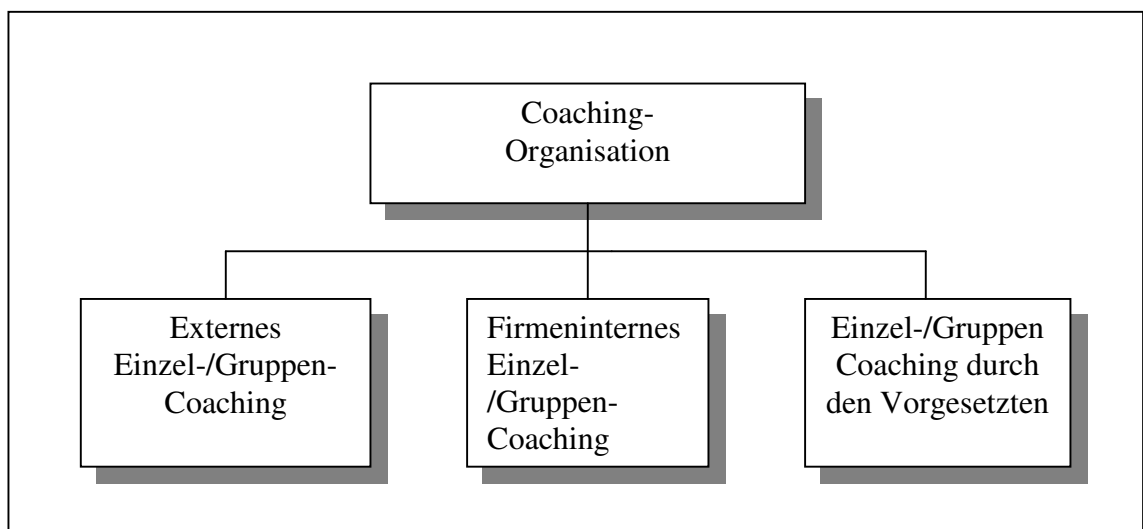 Coaching-
Organisation
Externes
Einzel-/Gruppen-
Coaching
Firmeninternes
Einzel-
/Gruppen-
Coaching
Einzel-/Gruppen
Coaching durch
den Vorgesetzten